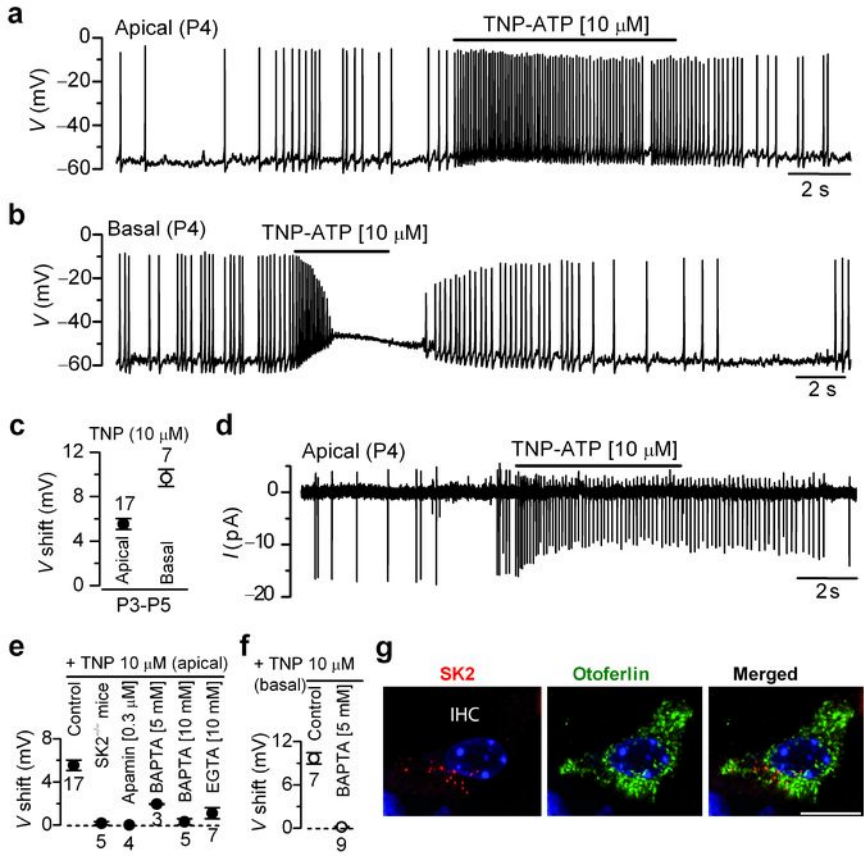 a
Apical (P4)
TNP-ATP [10 μM]
0
−20
−40
−60
V (mV)
2 s
b
Basal (P4)
TNP-ATP [10 μM]
0
−20
−40
−60
V (mV)
2 s
c
TNP (10 μM)
12
8
4
0
V shift (mV)
17
7
Apical
Basal
P3-P5
d
Apical (P4)
TNP-ATP [10 μM]
0
−10
−20
I (pA)
2s
e
+ TNP 10 μM (apical)
Control
SK2−/− mice
Apamin [0.3 μM]
BAPTA [5 mM]
BAPTA [10 mM]
EGTA [10 mM]
8
4
0
V shift (mV)
17
5
4
3
5
7
f
+ TNP 10 μM
(basal)
Control
BAPTA [5 mM]
12
9
6
3
0
V shift (mV)
7
9
g
SK2
Otoferlin
Merged
IHC